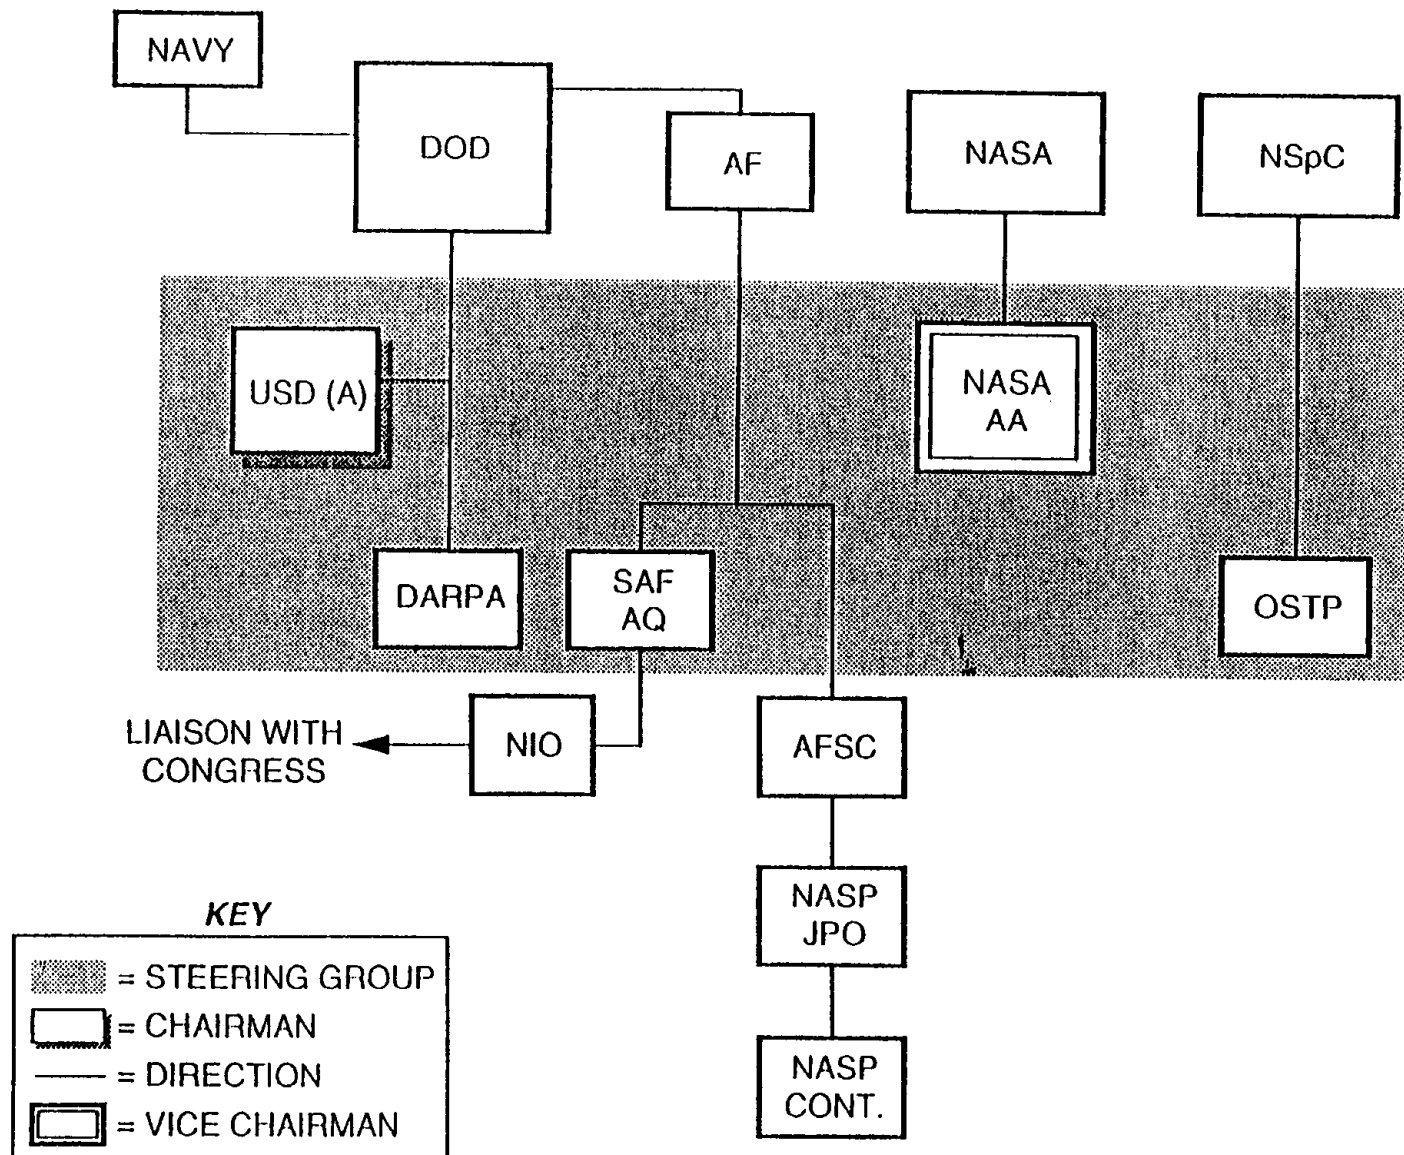 NAVY
DOD
AF
NASA
NSpC
USD (A)
NASA
AA
DARPA
SAF
AQ
OSTP
LIAISON WITH
CONGRESS
NIO
AFSC
NASP
JPO
NASP
CONT.
KEY
= STEERING GROUP
= CHAIRMAN
= DIRECTION
= VICE CHAIRMAN